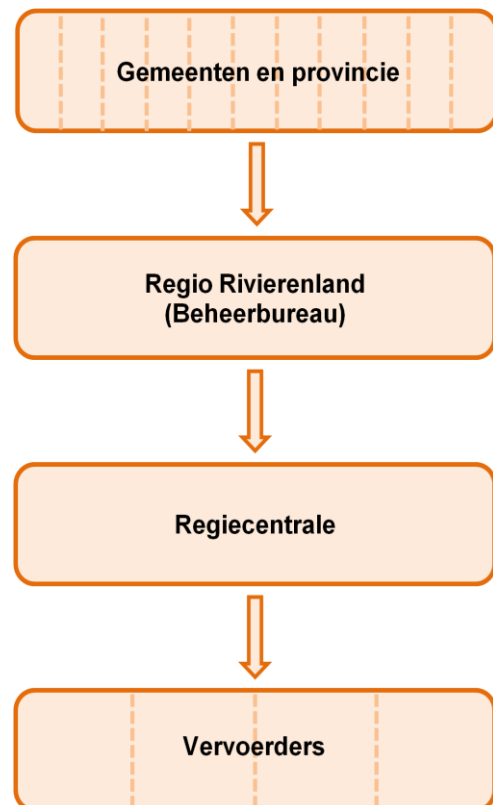 Gemeenten en provincie
Regio Rivierenland
(Beheerbureau)
Regiecentrale
Vervoerders